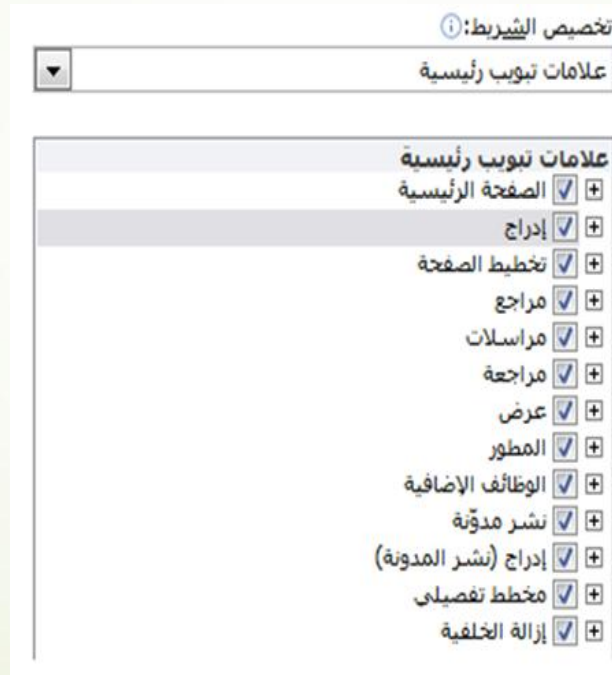 تخصيص الشريط:
علامات تبويب رئيسية
علامات تبويب رئيسية
الصفحة الرئيسية
إدراج
تخطيط الصفحة
مراجع
مراسلات
مراجعة
عرض
المطور
الوظائف الإضافية
نشر مدوّنة
إدراج (نشر المدونة)
مخطط تفصيلي
إزالة الخلفية